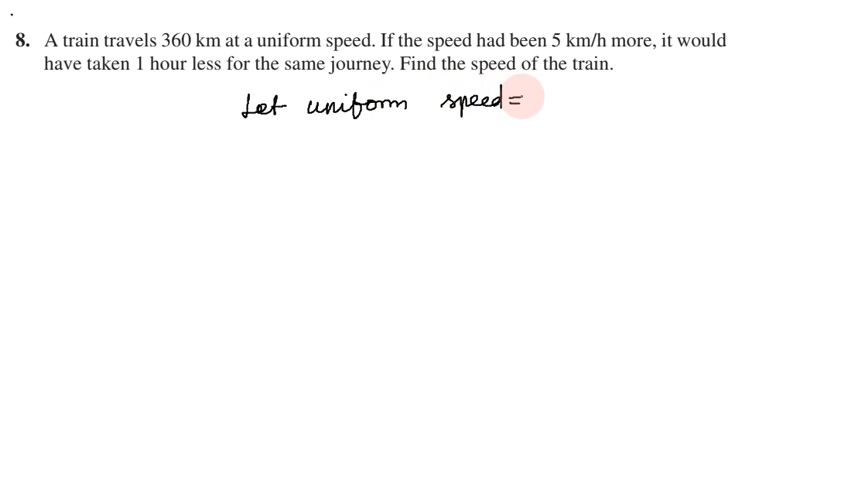 8. A train travels 360 km at a uniform speed. If the speed had been 5 km/h more, it would
have taken 1 hour less for the same journey. Find the speed of the train.
Let uniform speed=